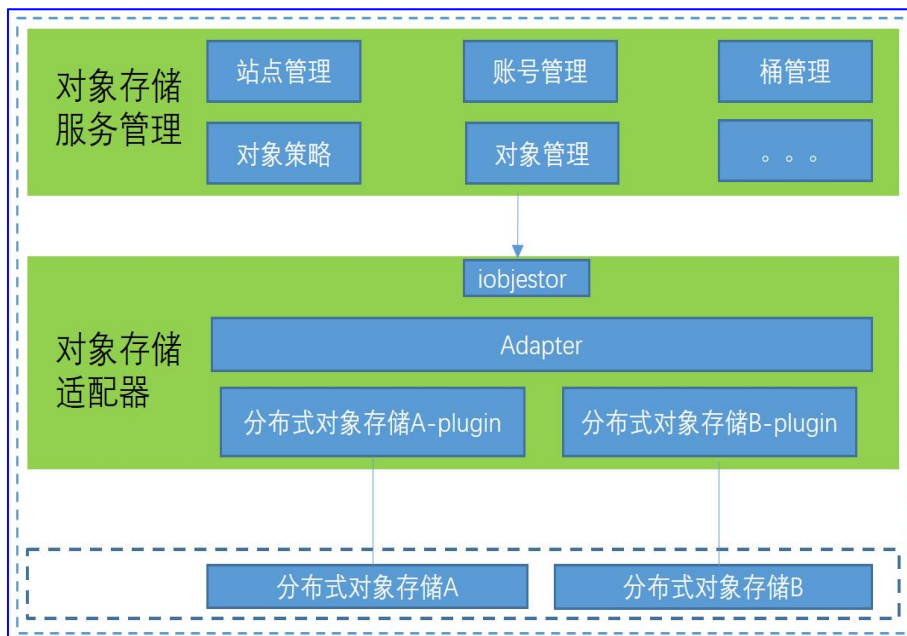 对象存储
服务管理
站点管理
账号管理
桶管理
对象策略
对象管理
。。。
iobjestor
对象存储
适配器
Adapter
分布式对象存储A-plugin
分布式对象存储B-plugin
分布式对象存储A
分布式对象存储B